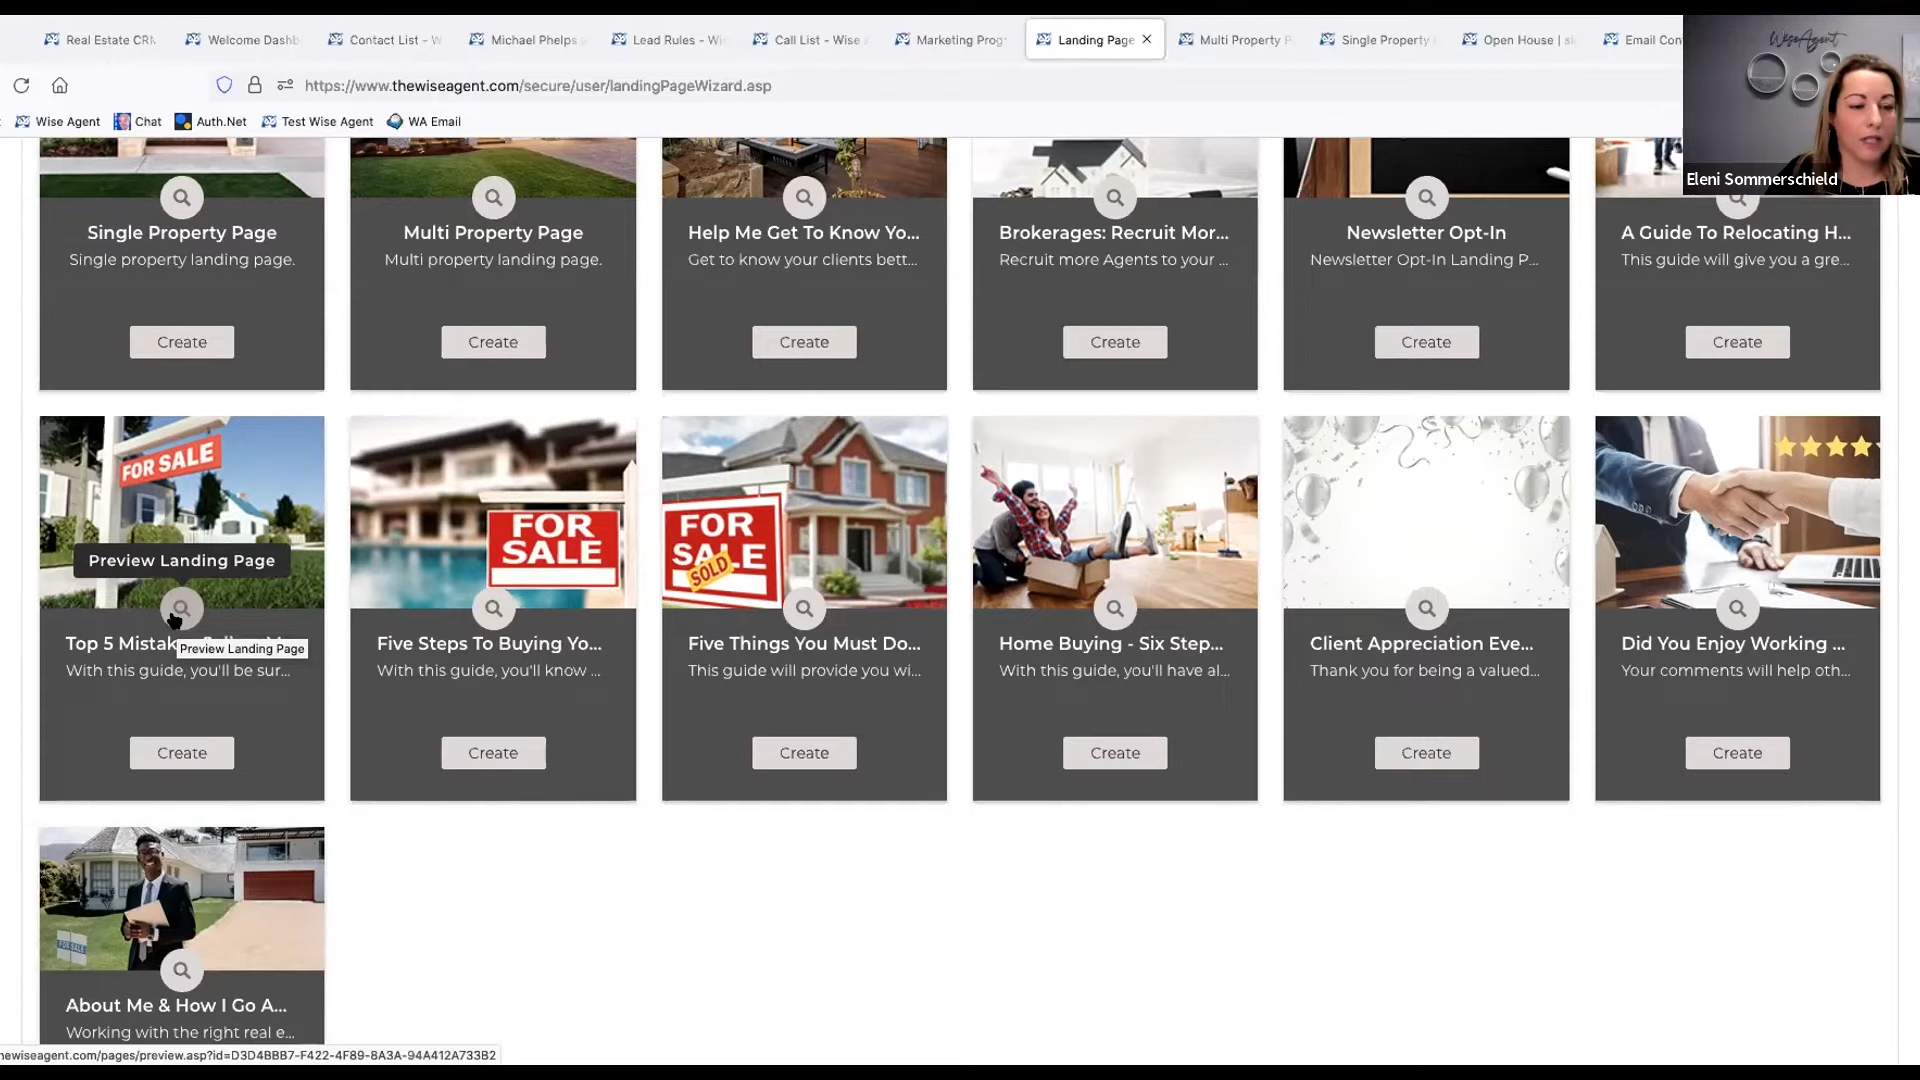 Real Estate CRM
Welcome Dashb
Contact List - W
Michael Phelps
Lead Rules - Wi
Call List - Wise
Marketing Prog
Landing Page
Multi Property P
Single Property
Open House | si
Email Con
https://www.thewiseagent.com/secure/user/landingPageWizard.asp
Wise Agent
Chat
Auth.Net
Test Wise Agent
WA Email
WiseAgent
Eleni Sommerschield
Single Property Page
Single property landing page.
Create
Multi Property Page
Multi property landing page.
Create
Help Me Get To Know Yo...
Get to know your clients bett...
Create
Brokerages: Recruit Mor...
Recruit more Agents to your ...
Create
Newsletter Opt-In
Newsletter Opt-In Landing P...
Create
A Guide To Relocating H...
This guide will give you a gre...
Create
FOR SALE
Preview Landing Page
Top 5 Mistak
Preview Landing Page
With this guide, you'll be sur...
Create
FOR
SALE
Five Steps To Buying Yo...
With this guide, you'll know ...
Create
FOR
SALE
SOLD
Five Things You Must Do...
This guide will provide you wi...
Create
Home Buying - Six Step...
With this guide, you'll have al...
Create
Client Appreciation Eve...
Thank you for being a valued...
Create
Did You Enjoy Working ...
Your comments will help oth...
Create
FOR SALE
About Me & How I Go A...
Working with the right real e...
hewiseagent.com/pages/preview.asp?id=D3D4BBB7-F422-4F89-8A3A-94A412A733B2